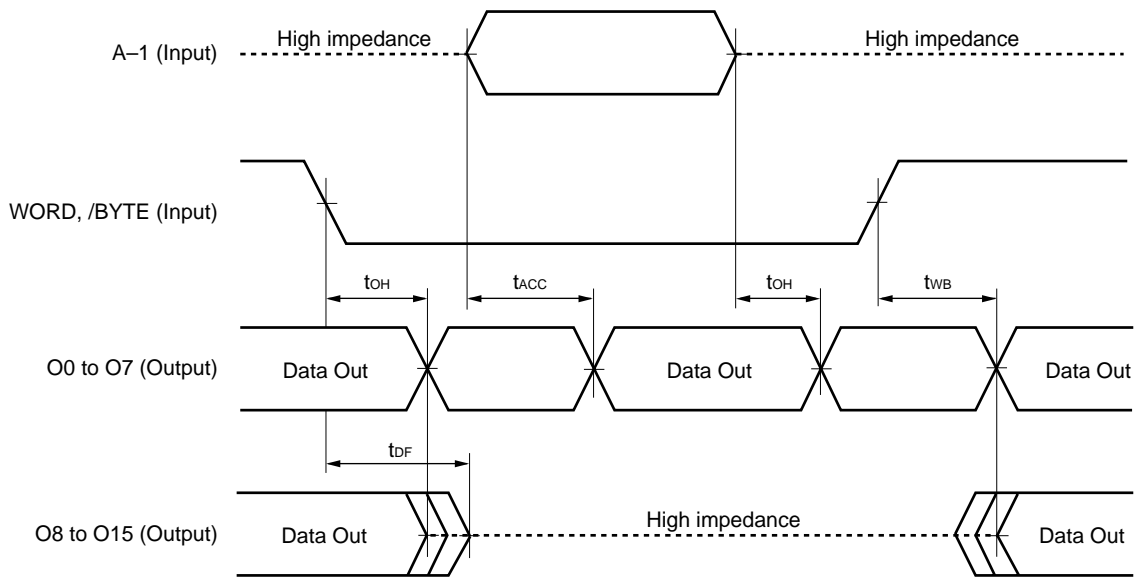 High impedance
High impedance
A–1 (Input)
WORD, /BYTE (Input)
tOH
tACC
tOH
tWB
O0 to O7 (Output)
Data Out
Data Out
Data Out
tDF
O8 to O15 (Output)
Data Out
High impedance
Data Out